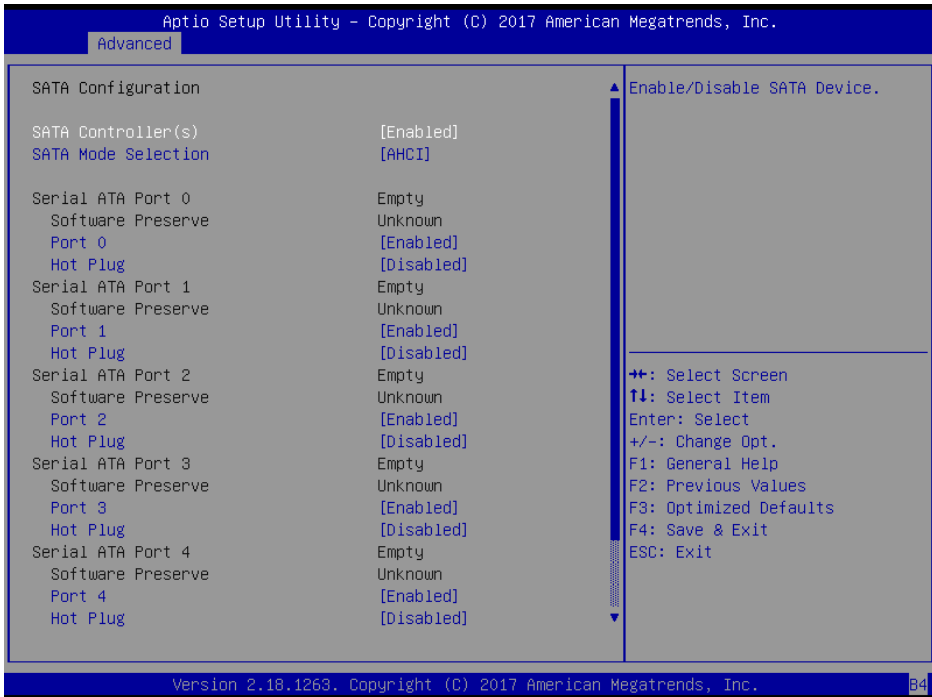 Aptio Setup Utility – Copyright (C) 2017 American Megatrends, Inc.
Advanced
SATA Configuration
SATA Controller(s) [Enabled]
SATA Mode Selection [AHCI]
Serial ATA Port 0 Empty
Software Preserve Unknown
Port 0 [Enabled]
Hot Plug [Disabled]
Serial ATA Port 1 Empty
Software Preserve Unknown
Port 1 [Enabled]
Hot Plug [Disabled]
Serial ATA Port 2 Empty
Software Preserve Unknown
Port 2 [Enabled]
Hot Plug [Disabled]
Serial ATA Port 3 Empty
Software Preserve Unknown
Port 3 [Enabled]
Hot Plug [Disabled]
Serial ATA Port 4 Empty
Software Preserve Unknown
Port 4 [Enabled]
Hot Plug [Disabled]
Enable/Disable SATA Device.
→←: Select Screen
↑↓: Select Item
Enter: Select
+/-: Change Opt.
F1: General Help
F2: Previous Values
F3: Optimized Defaults
F4: Save & Exit
ESC: Exit
Version 2.18.1263. Copyright (C) 2017 American Megatrends, Inc.
B4